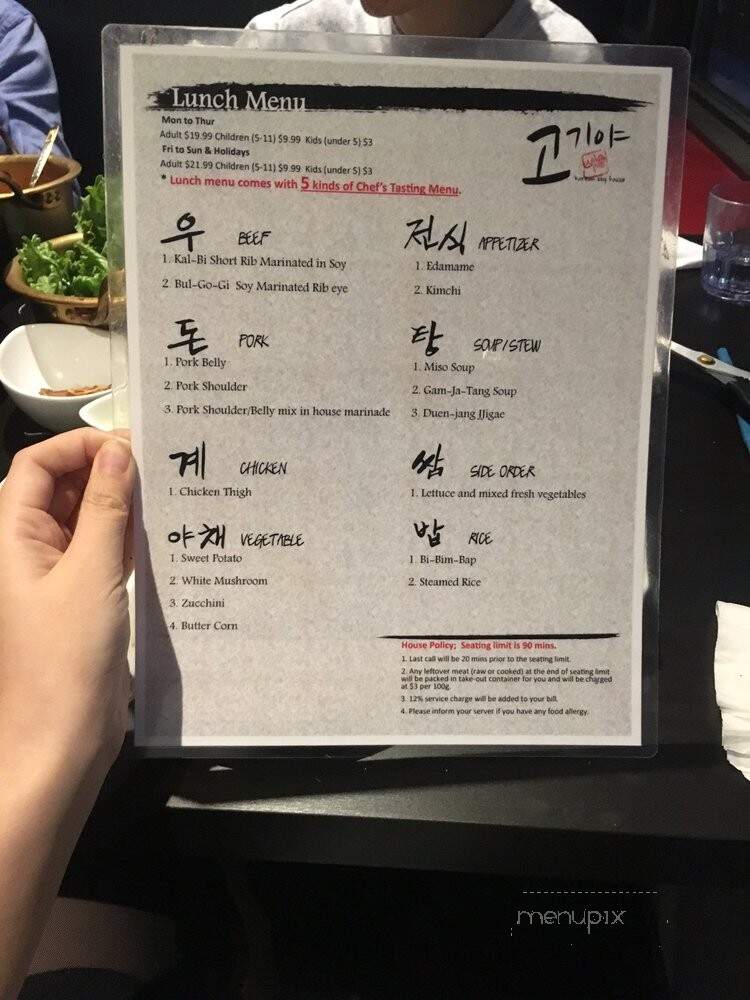 Lunch Menu
Mon to Thur
Adult $19.99 Children (5-11) $9.99 Kids (under 5) $3
Fri to Sun & Holidays
Adult $21.99 Children (5-11) $9.99 Kids (under 5) $3
* Lunch menu comes with 5 kinds of Chef's Tasting Menu.
고기야
korean bbq house
우 BEEF
1. Kal-Bi Short Rib Marinated in Soy
2. Bul-Go-Gi Soy Marinated Rib eye
돈 PORK
1. Pork Belly
2. Pork Shoulder
3. Pork Shoulder/Belly mix in house marinade
계 CHICKEN
1. Chicken Thigh
야채 VEGETABLE
1. Sweet Potato
2. White Mushroom
3. Zucchini
4. Butter Corn
전식 APPETIZER
1. Edamame
2. Kimchi
탕 SOUP/STEW
1. Miso Soup
2. Gam-Ja-Tang Soup
3. Duen-jang JJigae
쌈 SIDE ORDER
1. Lettuce and mixed fresh vegetables
밥 RICE
1. Bi-Bim-Bap
2. Steamed Rice
House Policy; Seating limit is 90 mins.
1. Last call will be 20 mins prior to the seating limit.
2. Any leftover meat (raw or cooked) at the end of seating limit
will be packed in take-out container for you and will be charged
at $3 per 100g.
3. 12% service charge will be added to your bill.
4. Please inform your server if you have any food allergy.
menupix